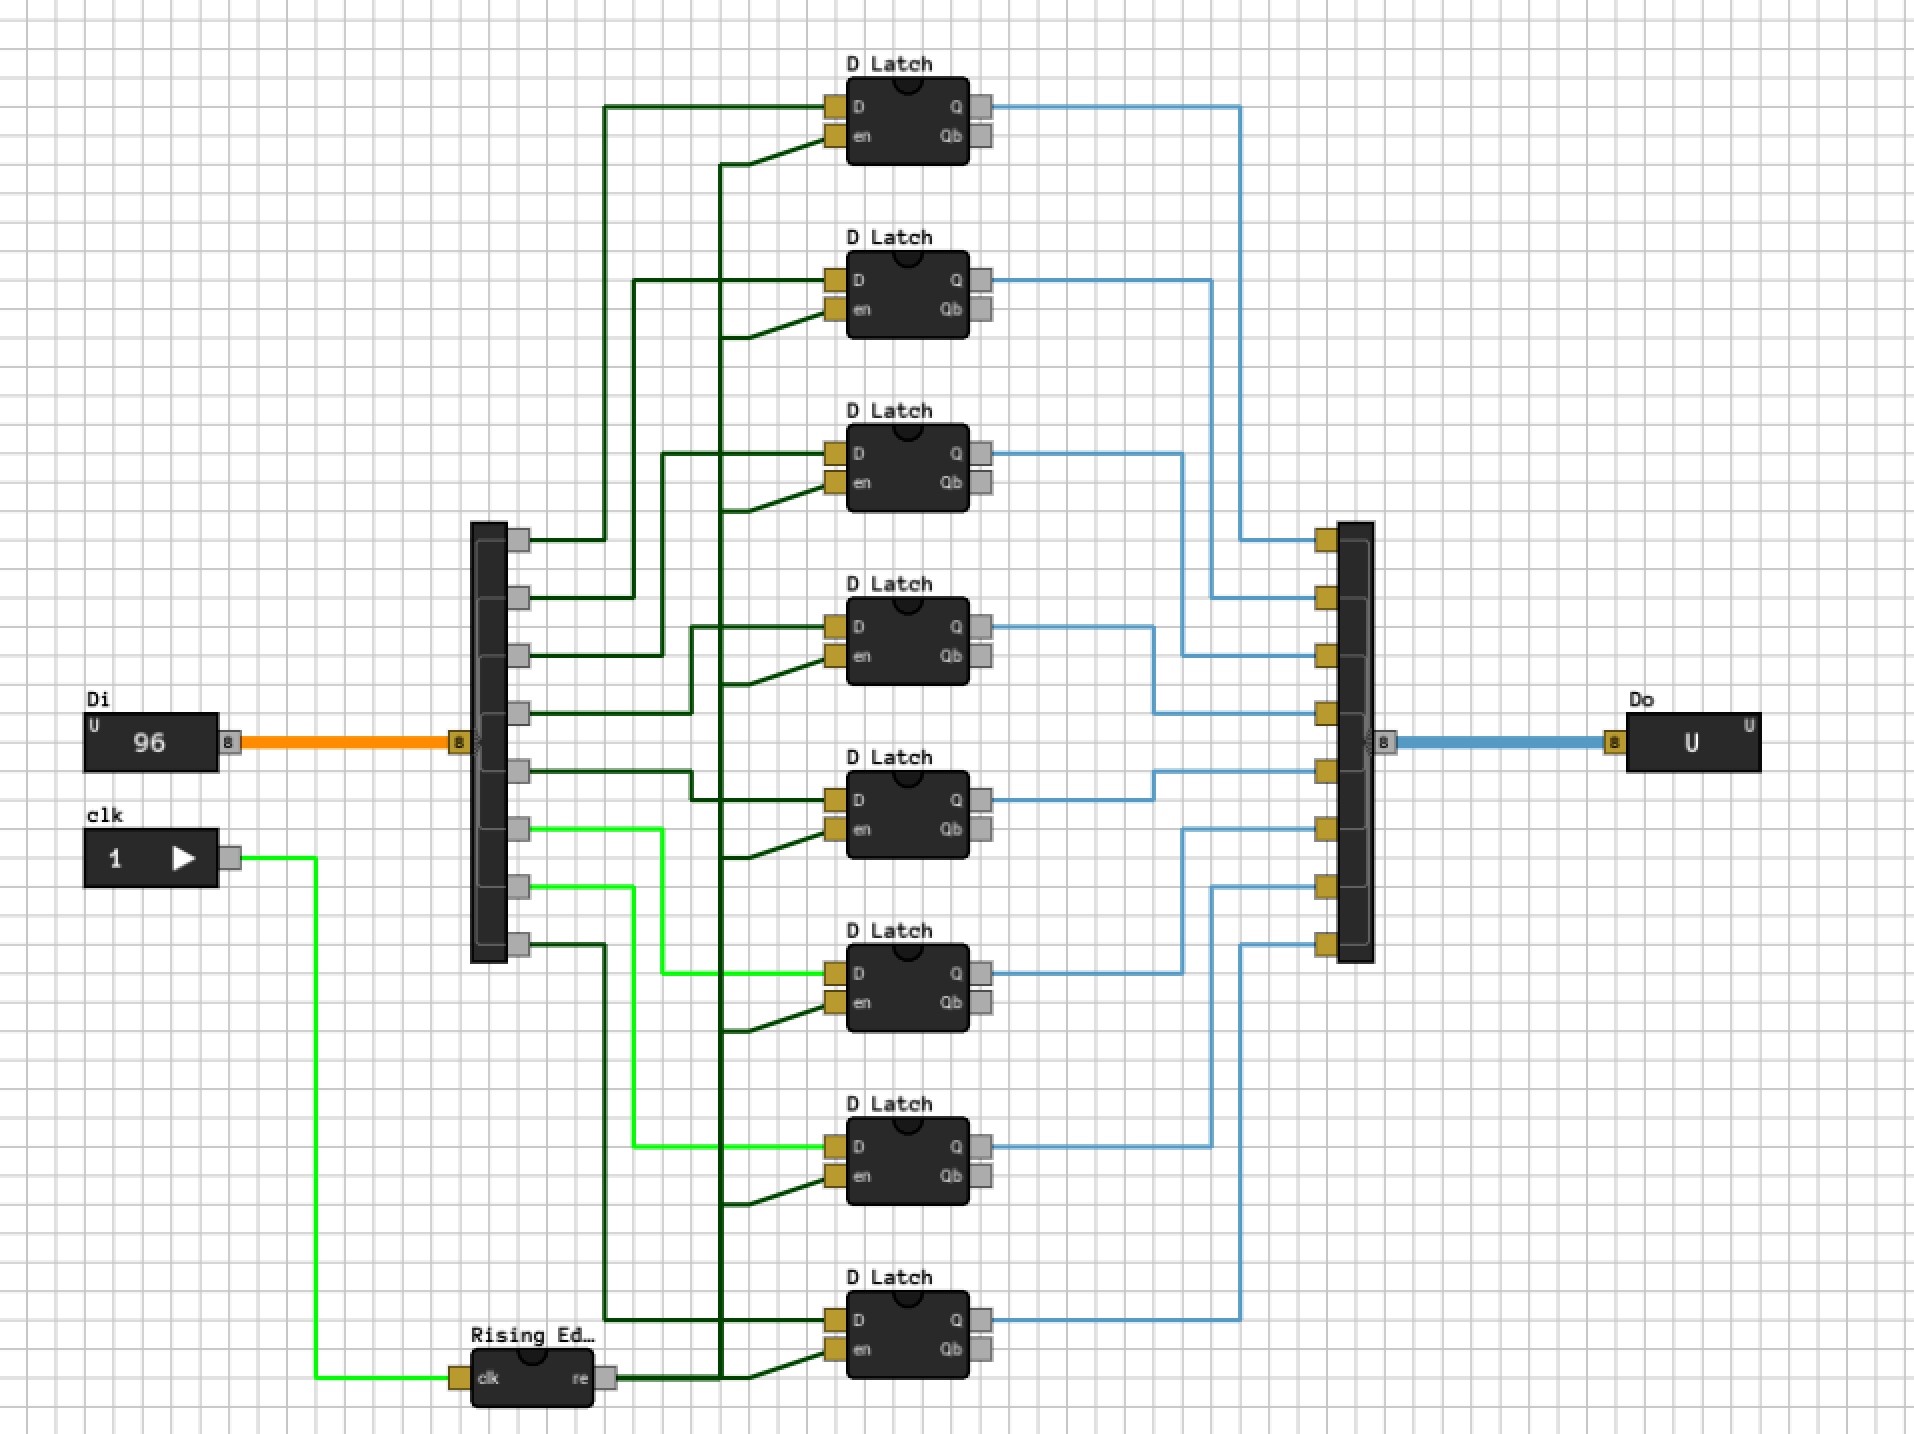 D Latch
D Q
en Qb
D Latch
D Q
en Qb
D Latch
D Q
en Qb
D Latch
D Q
en Qb
Di
U
96 8
8
8
8
Do
U
U
D Latch
D Q
en Qb
clk
1
D Latch
D Q
en Qb
D Latch
D Q
en Qb
D Latch
D Q
en Qb
Rising Ed…
clk re